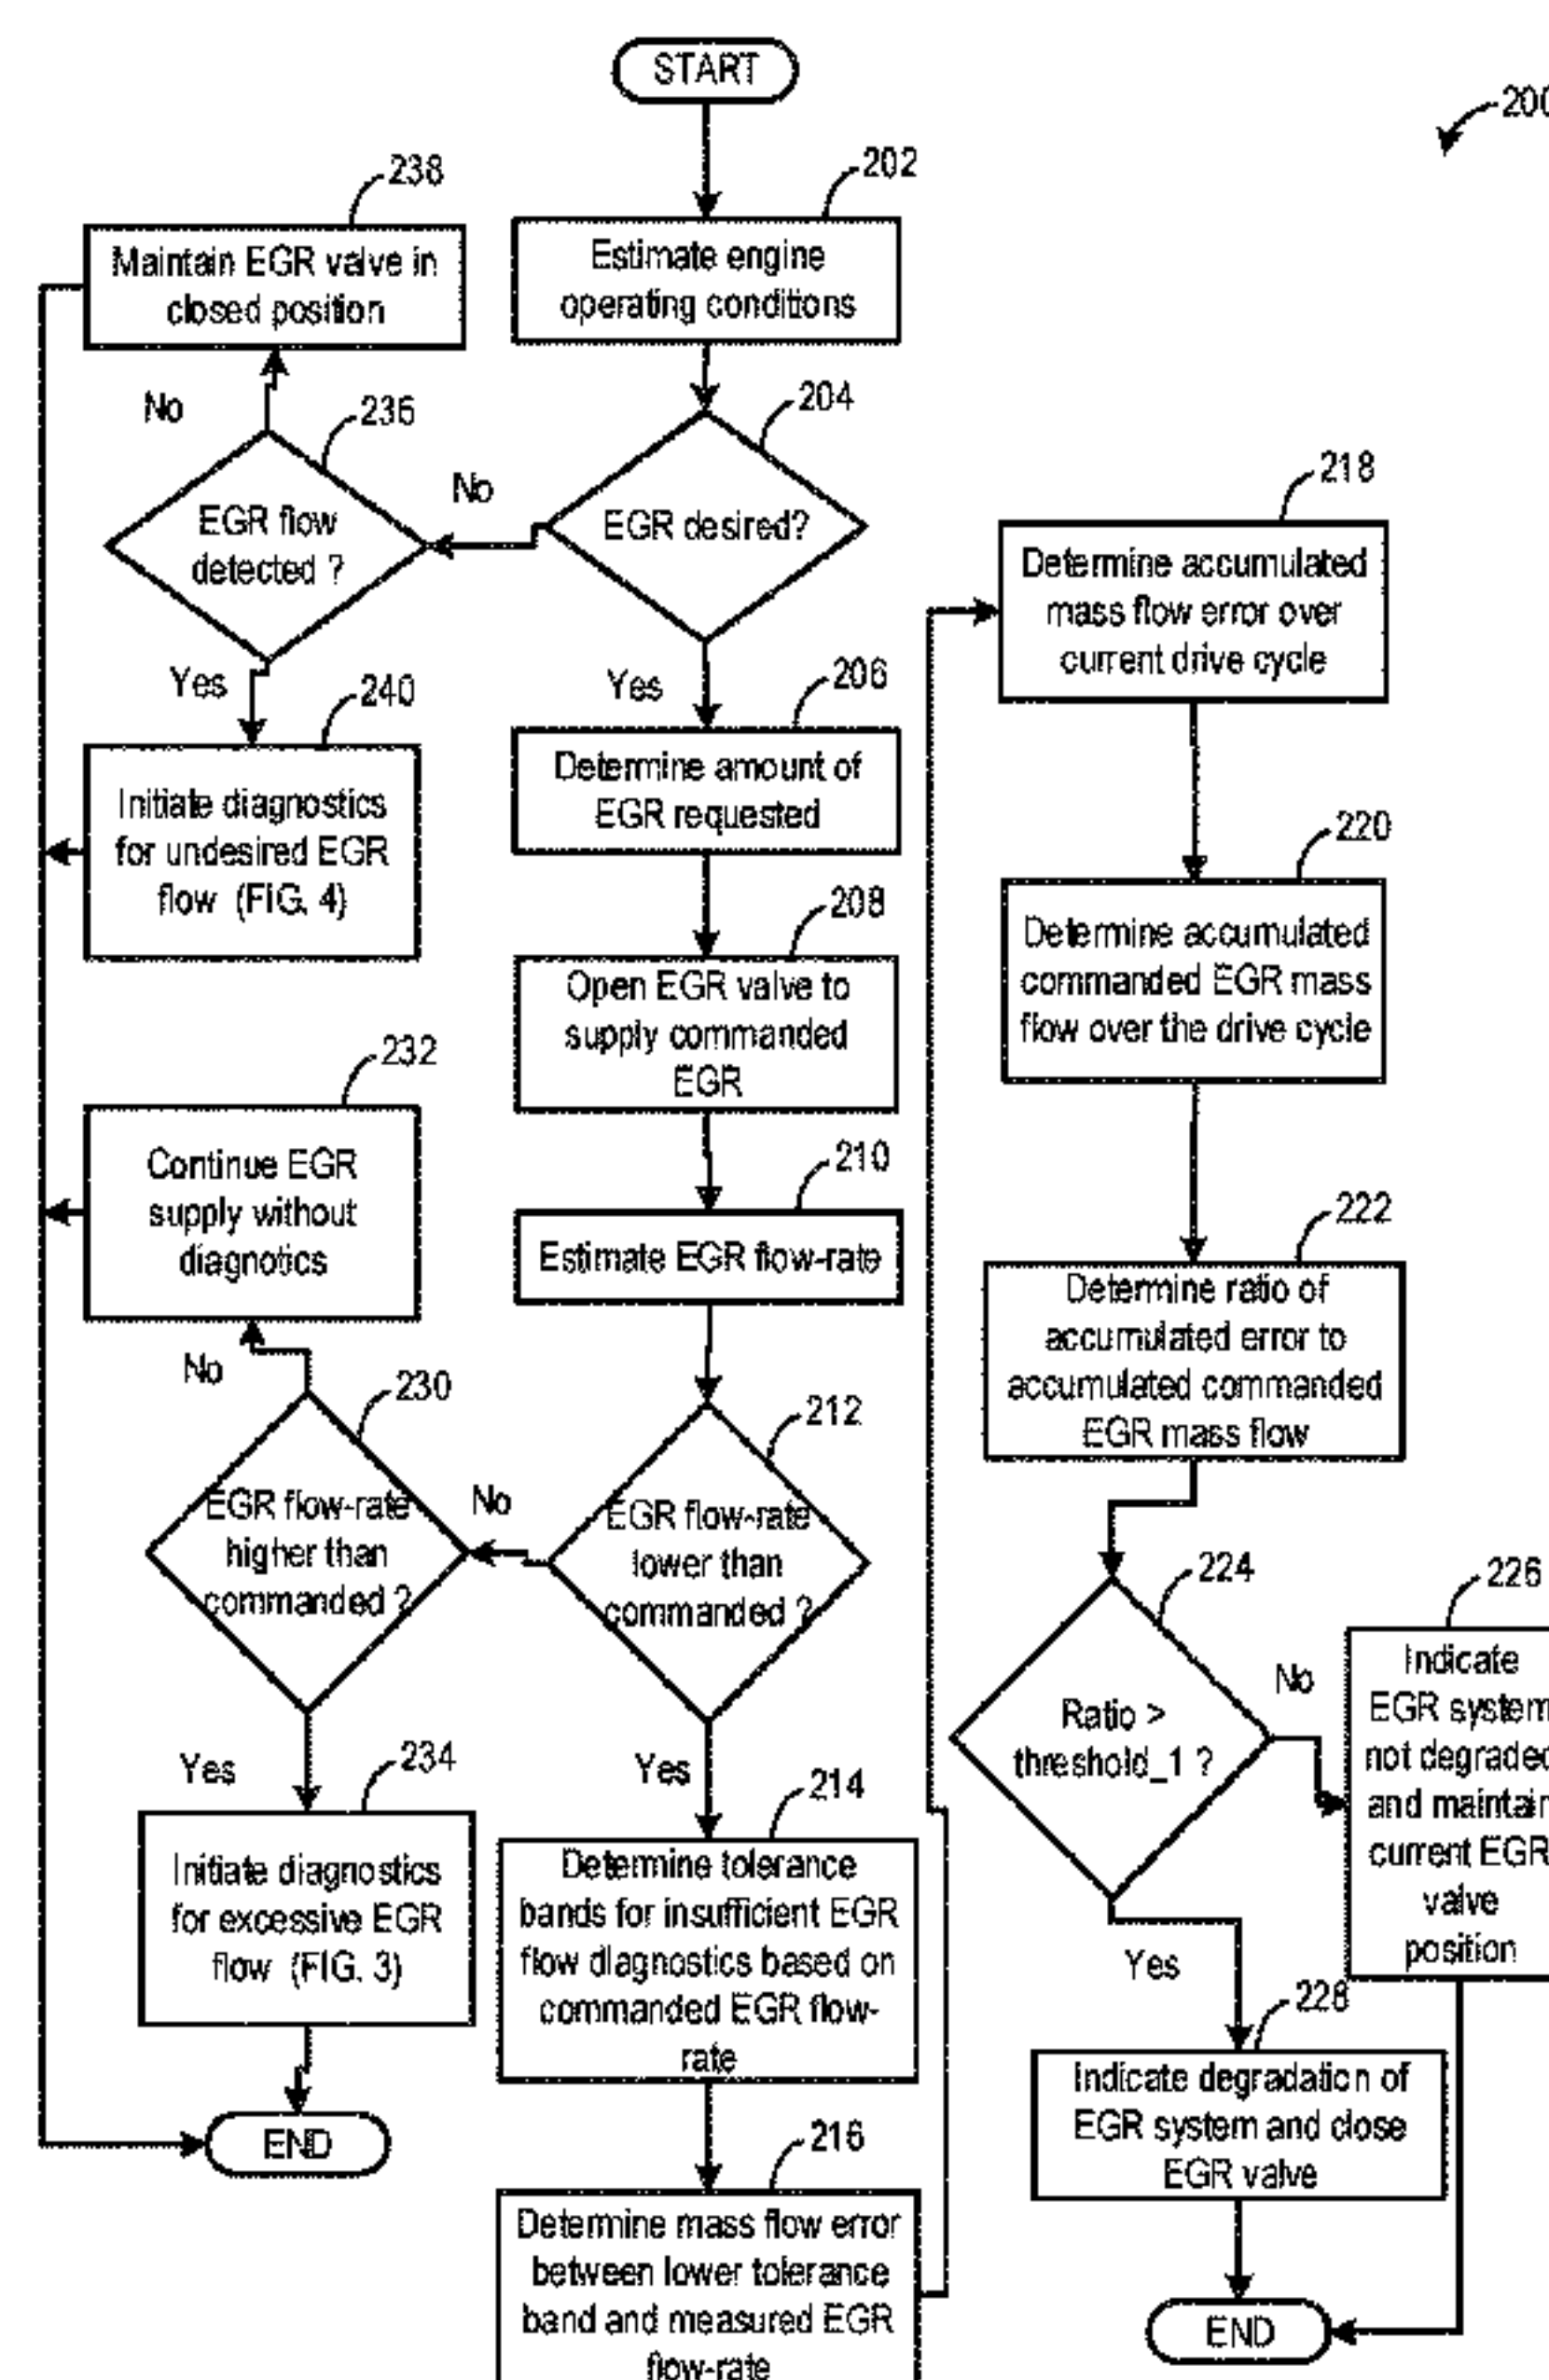 START
200
202
Estimate engine
operating conditions
204
EGR desired?
No
Yes
236
EGR flow
detected ?
No
238
Maintain EGR valve in
closed position
Yes
240
Initiate diagnostics
for undesired EGR
flow (FIG. 4)
206
Determine amount of
EGR requested
208
Open EGR valve to
supply commanded
EGR
210
Estimate EGR flow-rate
212
EGR flow-rate
lower than
commanded ?
No
Yes
230
EGR flow-rate
higher than
commanded ?
No
232
Continue EGR
supply without
diagnotics
Yes
234
Initiate diagnostics
for excessive EGR
flow (FIG. 3)
END
214
Determine tolerance
bands for insufficient EGR
flow diagnostics based on
commanded EGR flow-
rate
216
Determine mass flow error
between lower tolerance
band and measured EGR
flow-rate
218
Determine accumulated
mass flow error over
current drive cycle
220
Determine accumulated
commanded EGR mass
flow over the drive cycle
222
Determine ratio of
accumulated error to
accumulated commanded
EGR mass flow
224
Ratio >
threshold_1 ?
No
226
Indicate
EGR system
not degraded
and maintain
current EGR
valve
position
Yes
228
Indicate degradation of
EGR system and close
EGR valve
END